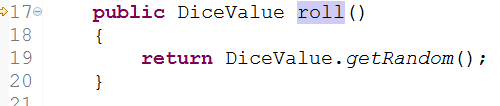 17 public DiceValue roll()
18 {
19 return DiceValue.getRandom();
20 }
21